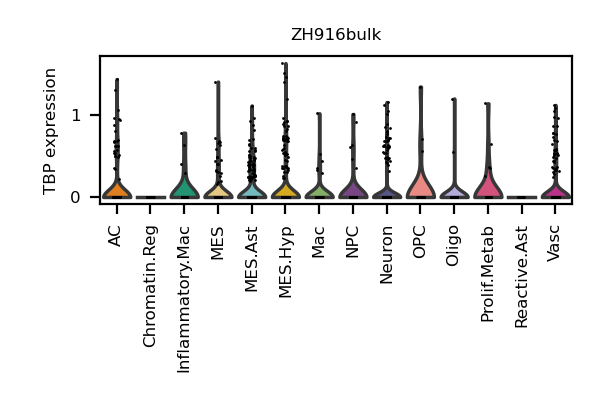 ZH916bulk
TBP expression
1
0
AC
Chromatin.Reg
Inflammatory.Mac
MES
MES.Ast
MES.Hyp
Mac
NPC
Neuron
OPC
Oligo
Prolif.Metab
Reactive.Ast
Vasc